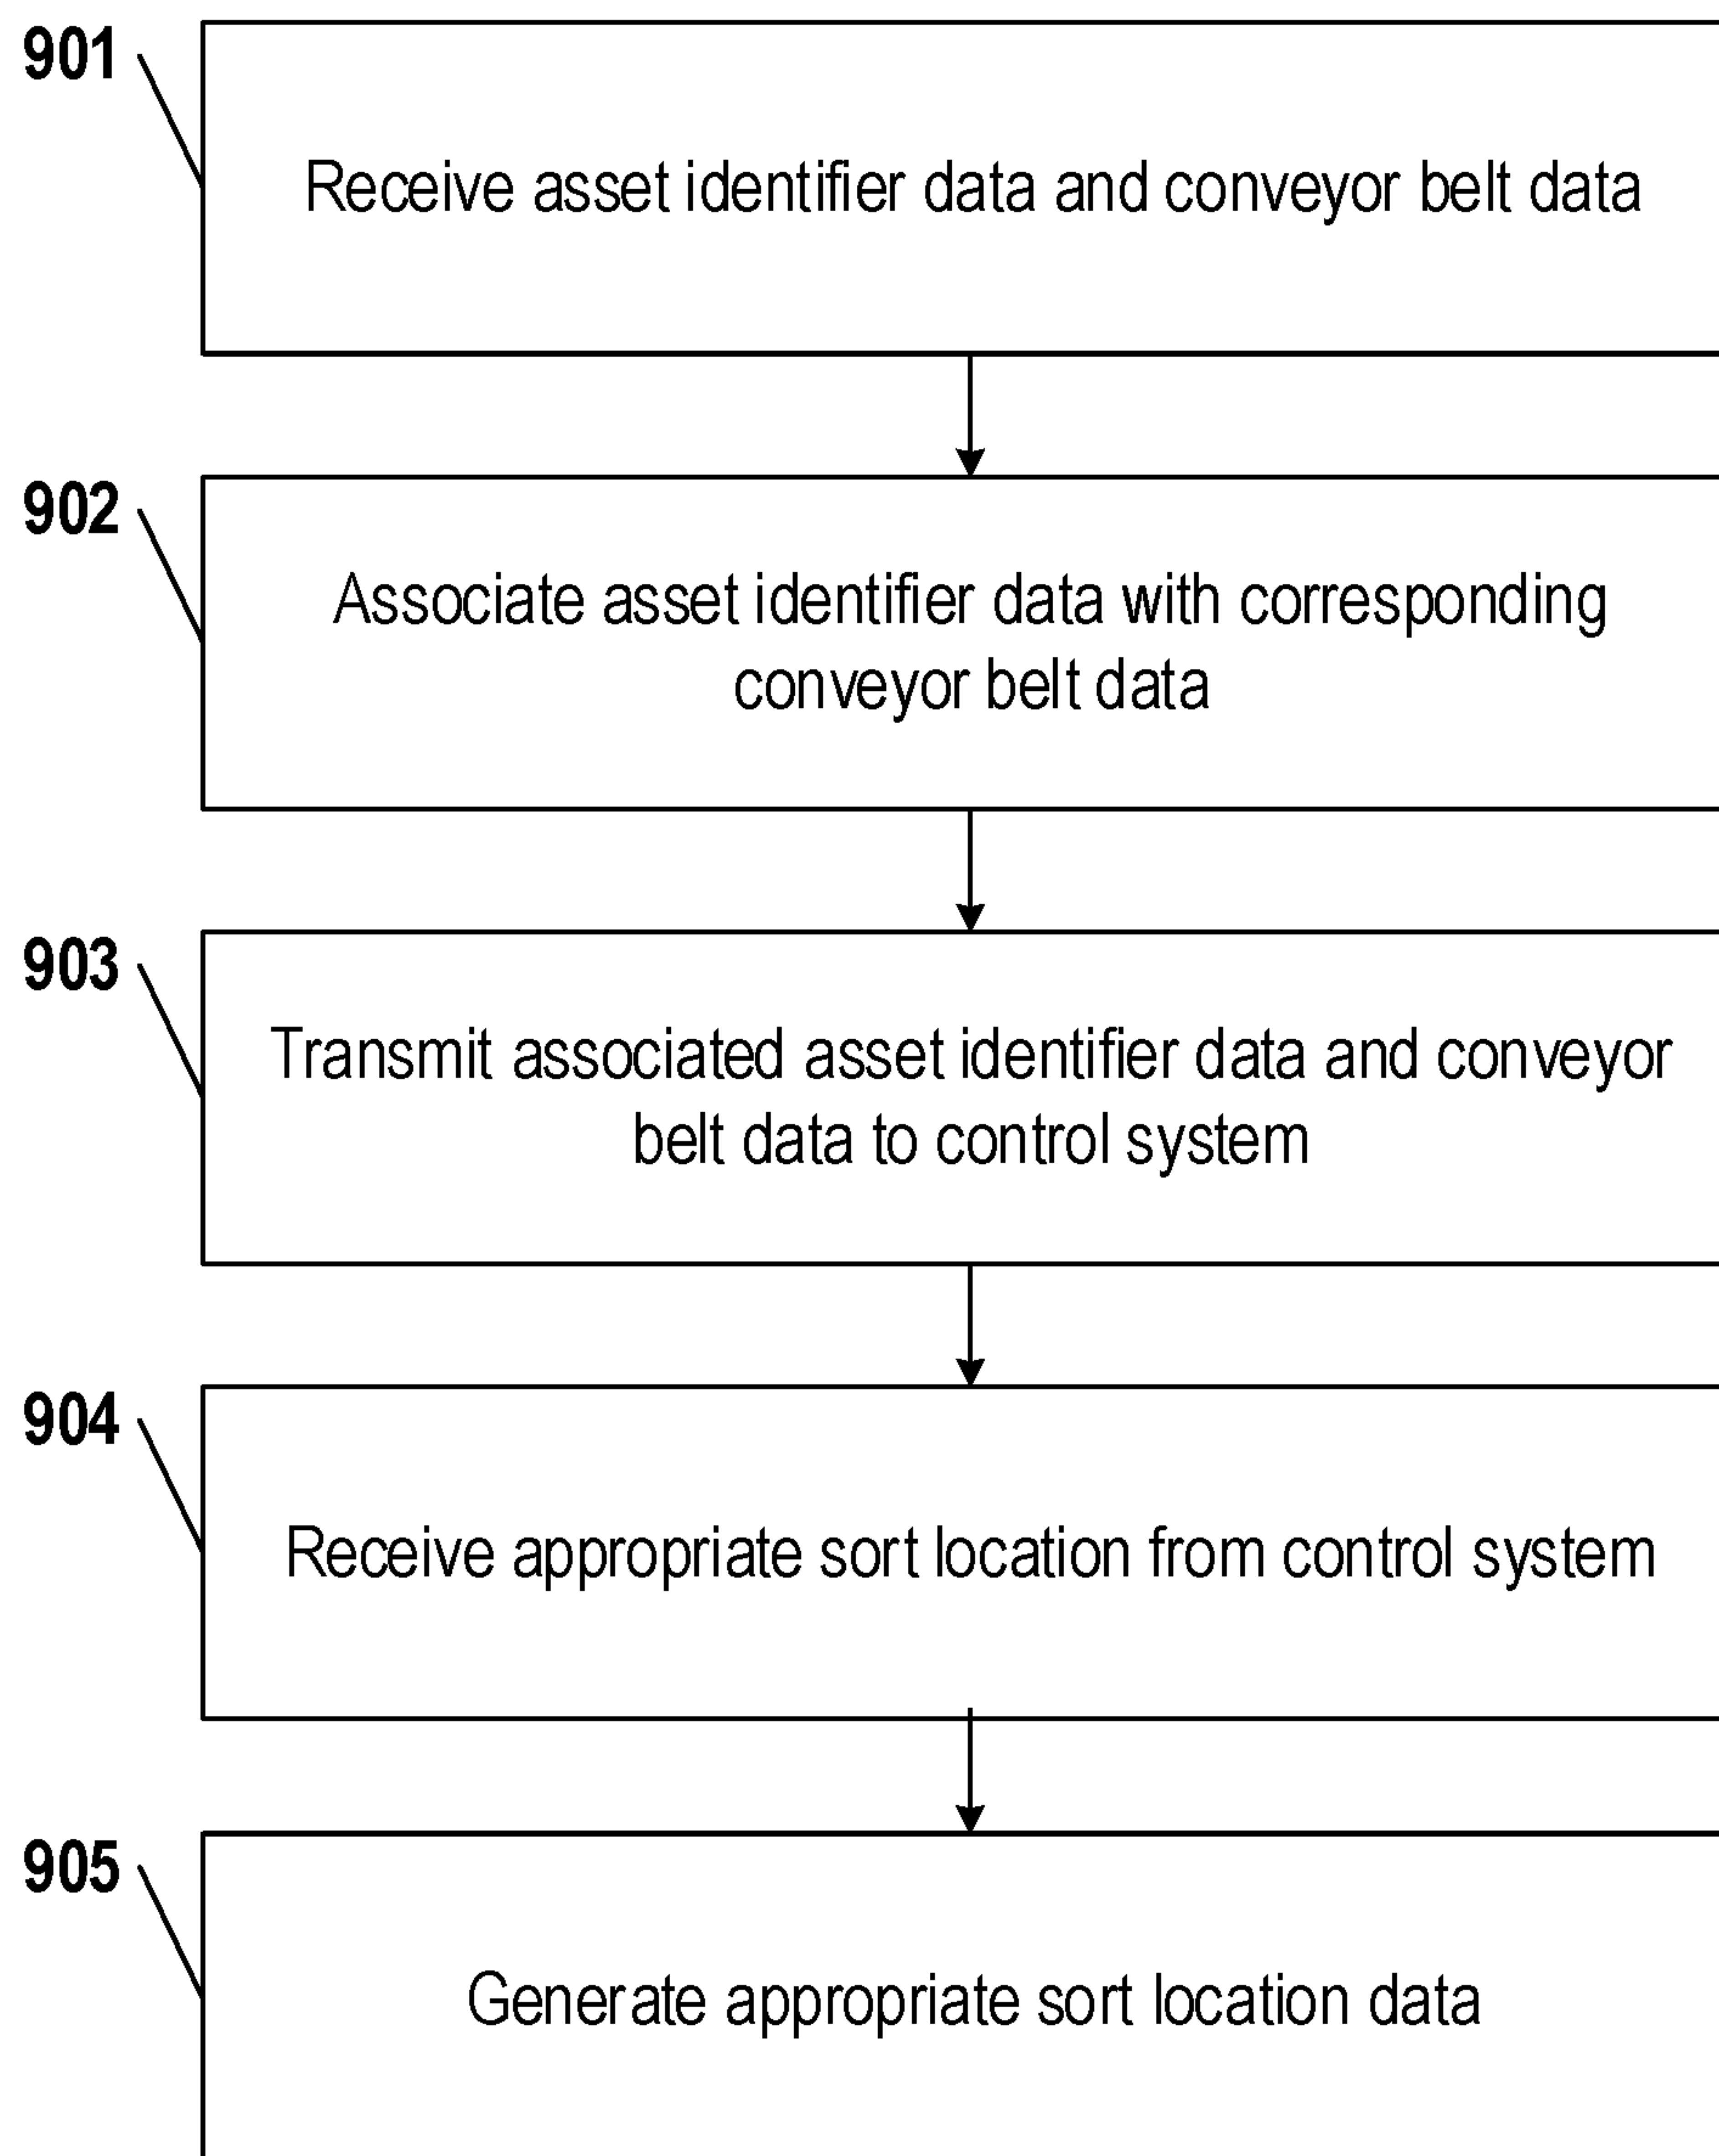 901
Receive asset identifier data and conveyor belt data
902
Associate asset identifier data with corresponding
conveyor belt data
903
Transmit associated asset identifier data and conveyor
belt data to control system
904
Receive appropriate sort location from control system
905
Generate appropriate sort location data